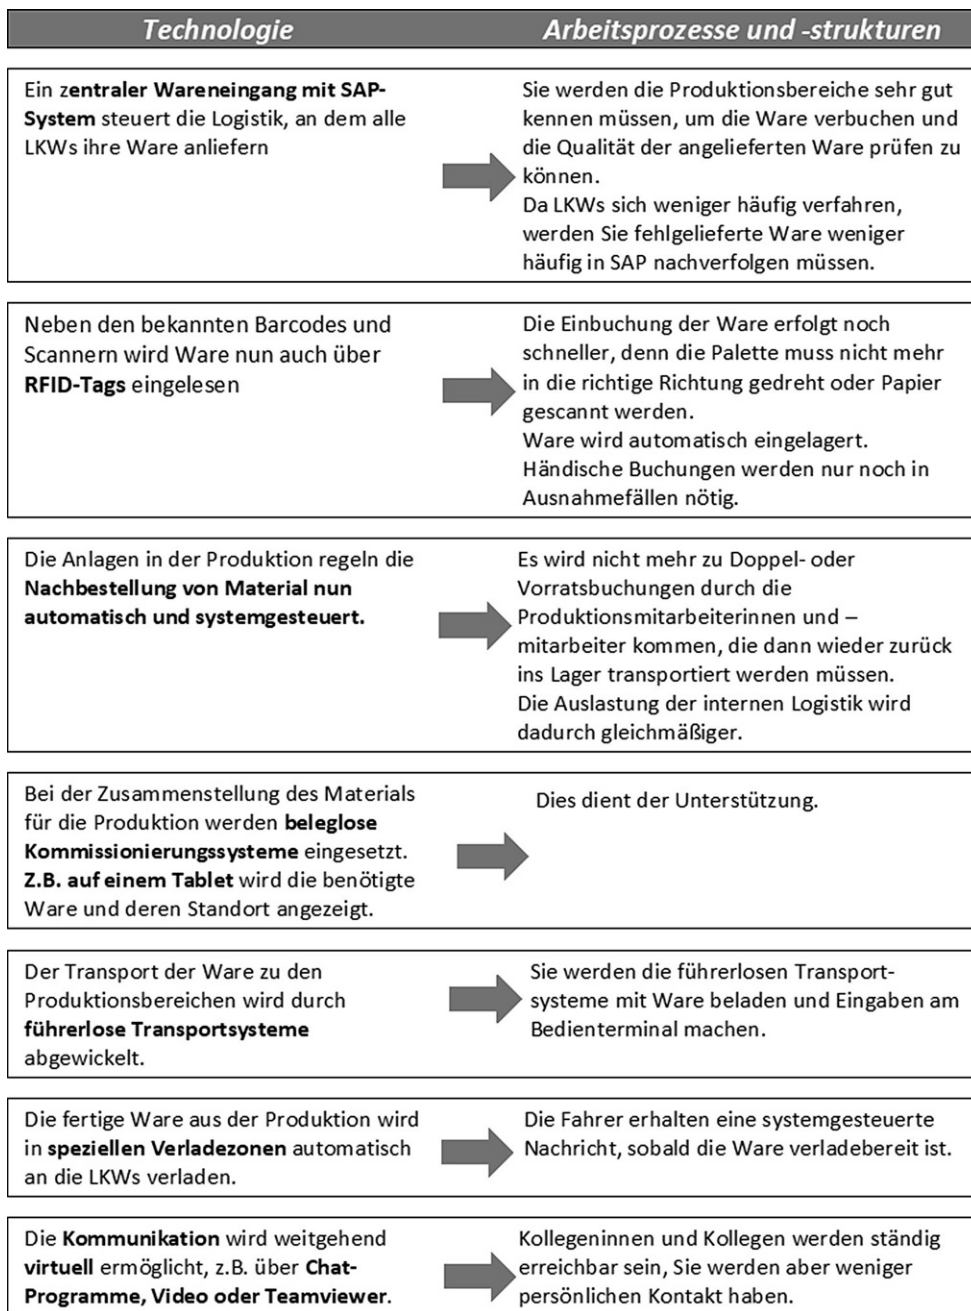 Technologie
Arbeitsprozesse und -strukturen
Ein zentraler Wareneingang mit SAP-
System steuert die Logistik, an dem alle
LKWs ihre Ware anliefern
Sie werden die Produktionsbereiche sehr gut
kennen müssen, um die Ware verbuchen und
die Qualität der angelieferten Ware prüfen zu
können.
Da LKWs sich weniger häufig verfahren,
werden Sie fehlgelieferte Ware weniger
häufig in SAP nachverfolgen müssen.
Neben den bekannten Barcodes und
Scannern wird Ware nun auch über
RFID-Tags eingelesen
Die Einbuchung der Ware erfolgt noch
schneller, denn die Palette muss nicht mehr
in die richtige Richtung gedreht oder Papier
gescannt werden.
Ware wird automatisch eingelagert.
Händische Buchungen werden nur noch in
Ausnahmefällen nötig.
Die Anlagen in der Produktion regeln die
Nachbestellung von Material nun
automatisch und systemgesteuert.
Es wird nicht mehr zu Doppel- oder
Vorratsbuchungen durch die
Produktionsmitarbeiterinnen und –
mitarbeiter kommen, die dann wieder zurück
ins Lager transportiert werden müssen.
Die Auslastung der internen Logistik wird
dadurch gleichmäßiger.
Bei der Zusammenstellung des Materials
für die Produktion werden beleglose
Kommissionierungssysteme eingesetzt.
Z.B. auf einem Tablet wird die benötigte
Ware und deren Standort angezeigt.
Dies dient der Unterstützung.
Der Transport der Ware zu den
Produktionsbereichen wird durch
führerlose Transportsysteme
abgewickelt.
Sie werden die führerlosen Transport-
systeme mit Ware beladen und Eingaben am
Bedienterminal machen.
Die fertige Ware aus der Produktion wird
in speziellen Verladezonen automatisch
an die LKWs verladen.
Die Fahrer erhalten eine systemgesteuerte
Nachricht, sobald die Ware verladebereit ist.
Die Kommunikation wird weitgehend
virtuell ermöglicht, z.B. über Chat-
Programme, Video oder Teamviewer.
Kollegeninnen und Kollegen werden ständig
erreichbar sein, Sie werden aber weniger
persönlichen Kontakt haben.